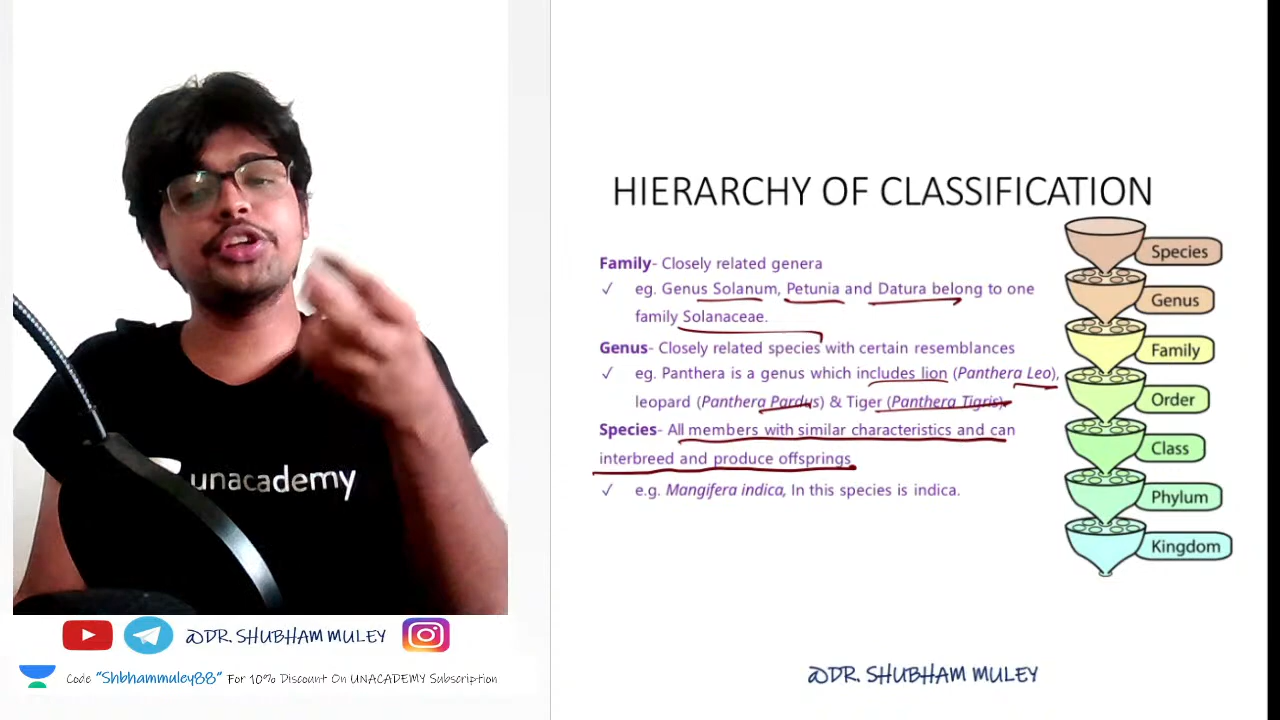 unacademy
@DR. SHUBHAM MULEY
Code "Shbhammuley88" For 10% Discount On UNACADEMY Subscription
HIERARCHY OF CLASSIFICATION
Family- Closely related genera
✓ eg. Genus Solanum, Petunia and Datura belong to one
family Solanaceae.
Genus- Closely related species with certain resemblances
✓ eg. Panthera is a genus which includes lion (Panthera Leo),
leopard (Panthera Pardus) & Tiger (Panthera Tigris).
Species- All members with similar characteristics and can
interbreed and produce offsprings
✓ e.g. Mangifera indica, In this species is indica.
Species
Genus
Family
Order
Class
Phylum
Kingdom
@DR. SHUBHAM MULEY